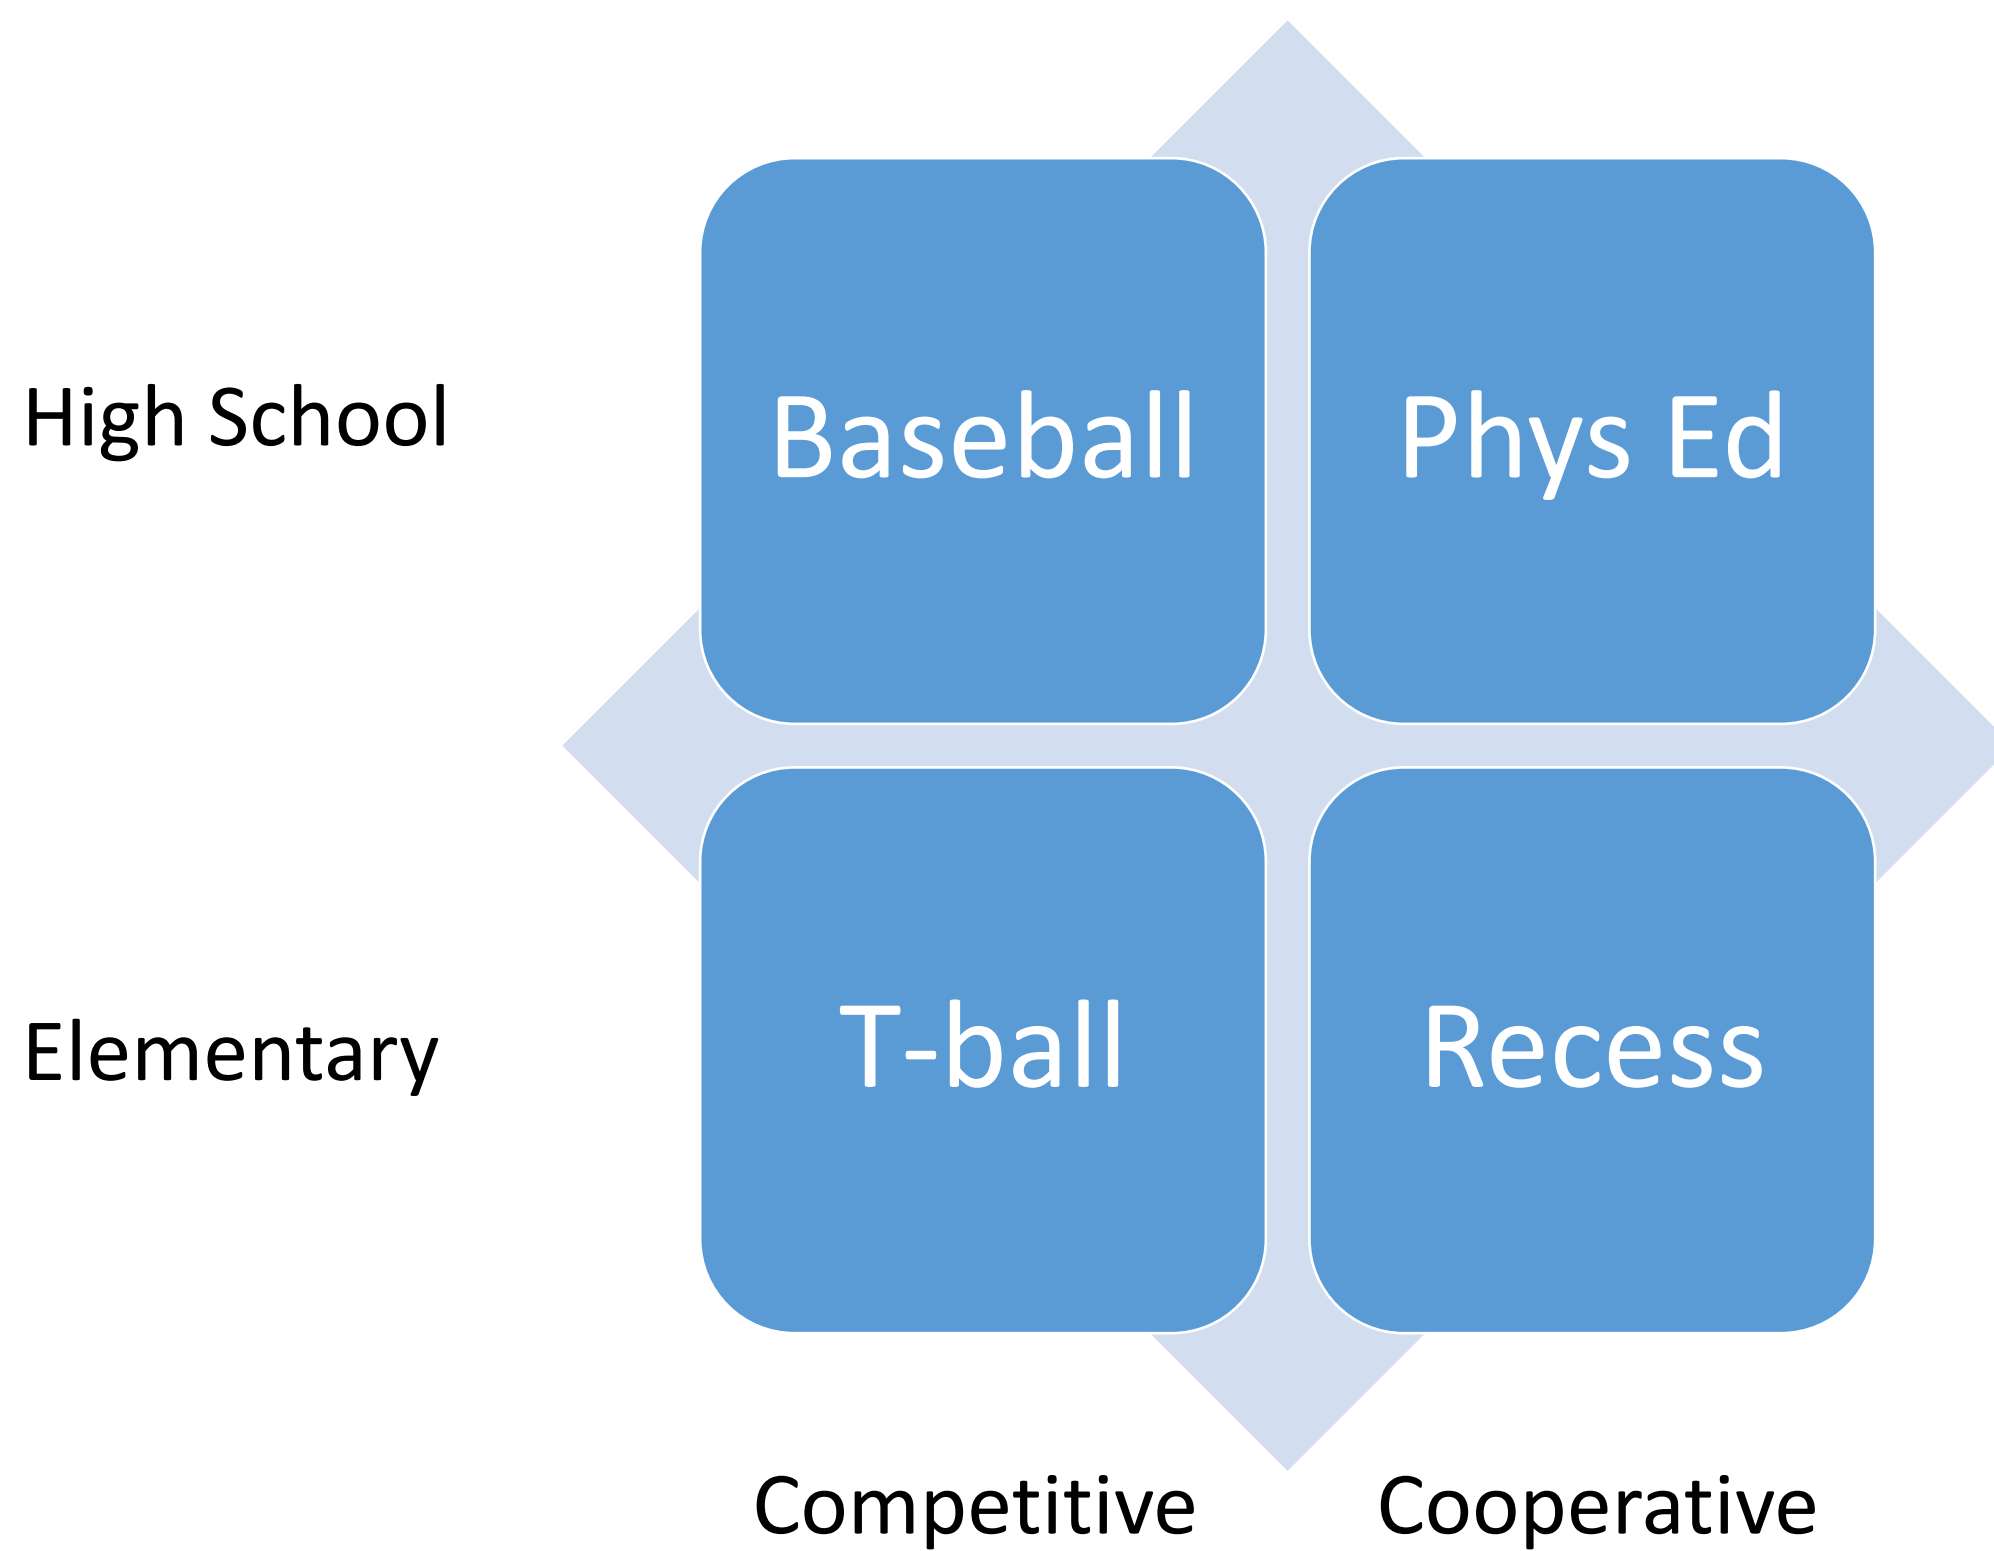 High School
Baseball
Phys Ed
Elementary
T-ball
Recess
Competitive
Cooperative